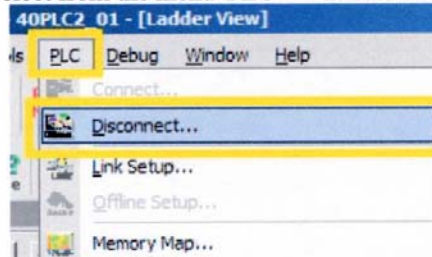 40PLC2_01 - [Ladder View]
PLC Debug Window Help
Connect...
Disconnect...
Link Setup...
Offline Setup...
Memory Map...